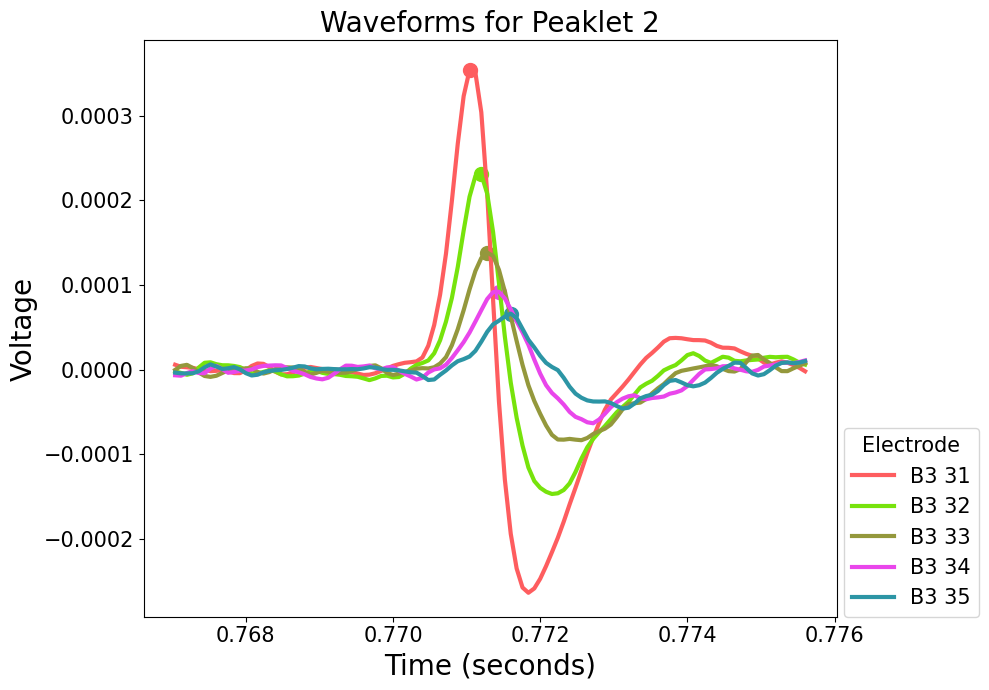 Waveforms for Peaklet 2
Voltage
0.0003
0.0002
0.0001
0.0000
−0.0001
−0.0002
0.768 0.770 0.772 0.774 0.776
Time (seconds)
Electrode
B3 31
B3 32
B3 33
B3 34
B3 35